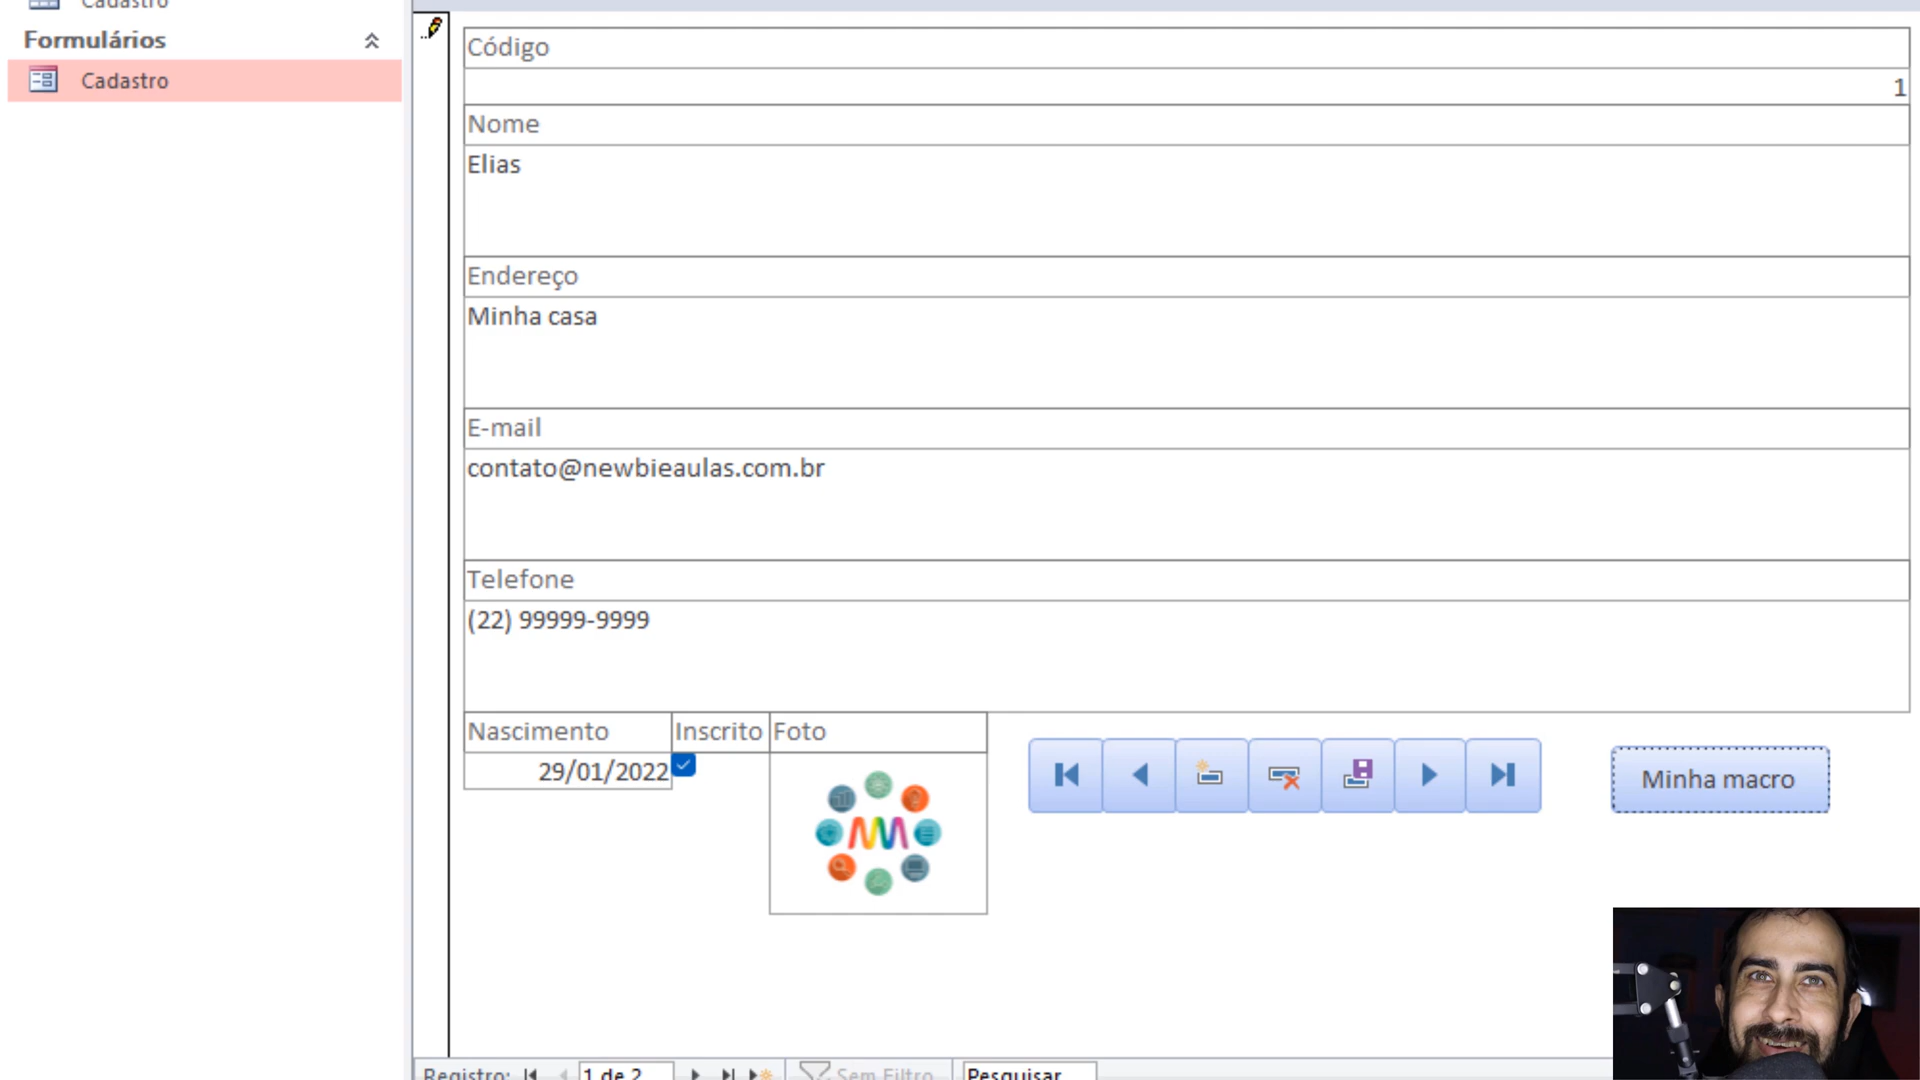 Cadastro
Formulários
Cadastro
Código
1
Nome
Elias
Endereço
Minha casa
E-mail
contato@newbieaulas.com.br
Telefone
(22) 99999-9999
Nascimento Inscrito Foto
29/01/2022
Minha macro
Registro: 1 de 2 Sem Filtro Pesquisar